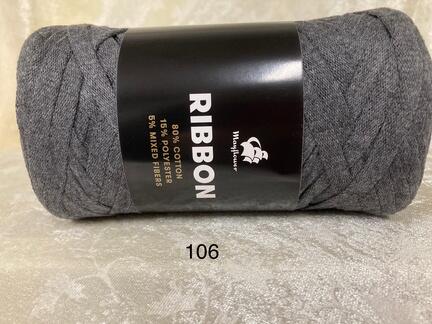 Mayflower
RIBBON
80% COTTON
15% POLYESTER
5% MIXED FIBERS
106